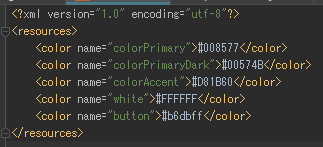 <?xml version="1.0" encoding="utf-8"?>
<resources>
<color name="colorPrimary">#008577</color>
<color name="colorPrimaryDark">#00574B</color>
<color name="colorAccent">#D81B60</color>
<color name="white">#FFFFFF</color>
<color name="button">#b6dbff</color>
</resources>